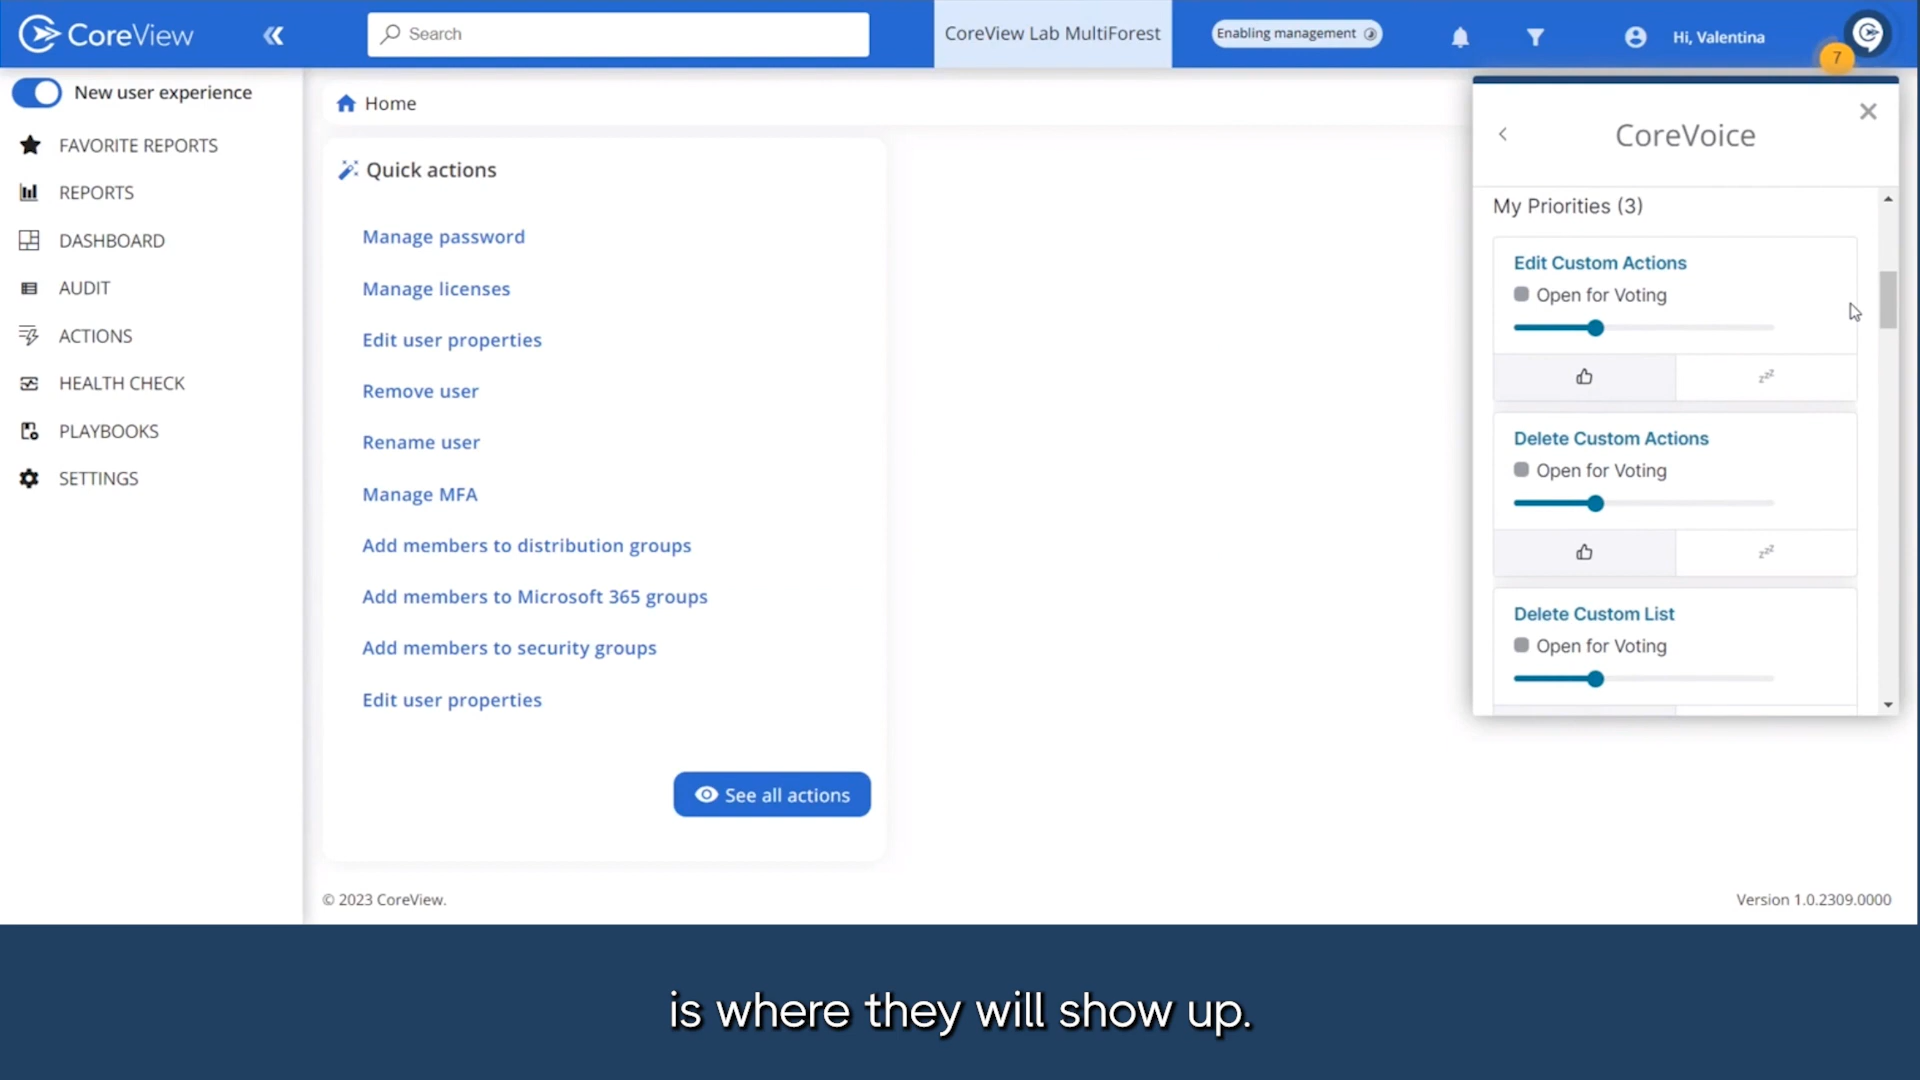 CoreView
Search
CoreView Lab MultiForest
Enabling management
Hi, Valentina
7
New user experience
FAVORITE REPORTS
REPORTS
DASHBOARD
AUDIT
ACTIONS
HEALTH CHECK
PLAYBOOKS
SETTINGS
Home
Quick actions
Manage password
Manage licenses
Edit user properties
Remove user
Rename user
Manage MFA
Add members to distribution groups
Add members to Microsoft 365 groups
Add members to security groups
Edit user properties
See all actions
CoreVoice
My Priorities (3)
Edit Custom Actions
Open for Voting
Delete Custom Actions
Open for Voting
Delete Custom List
Open for Voting
© 2023 CoreView.
Version 1.0.2309.0000
is where they will show up.